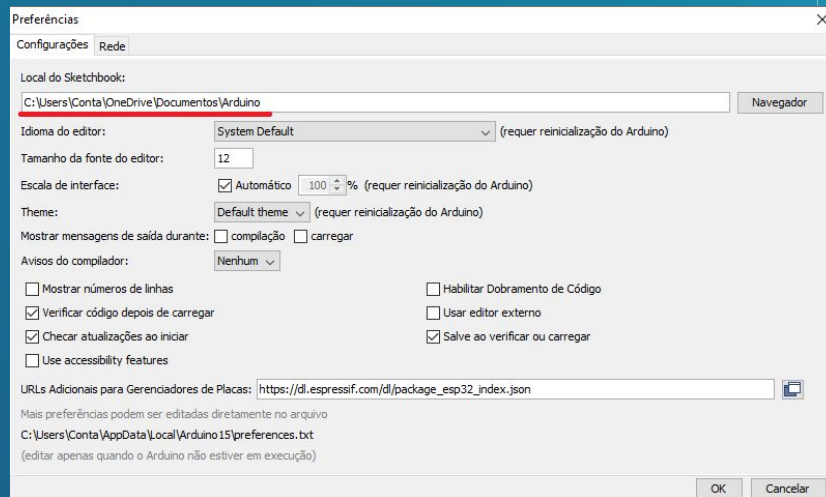 Preferências
Configurações Rede
Local do Sketchbook:
C:\Users\Conta\OneDrive\Documentos\Arduino Navegador
Idioma do editor: System Default (requer reinicialização do Arduino)
Tamanho da fonte do editor: 12
Escala de interface: Automático 100 % (requer reinicialização do Arduino)
Theme: Default theme (requer reinicialização do Arduino)
Mostrar mensagens de saída durante: compilação carregar
Avisos do compilador: Nenhum
Mostrar números de linhas Habilitar Dobramento de Código
Verificar código depois de carregar Usar editor externo
Checar atualizações ao iniciar Salve ao verificar ou carregar
Use accessibility features
URLs Adicionais para Gerenciadores de Placas: https://dl.espressif.com/dl/package_esp32_index.json
Mais preferências podem ser editadas diretamente no arquivo
C:\Users\Conta\AppData\Local\Arduino15\preferences.txt
(editar apenas quando o Arduino não estiver em execução)
OK Cancelar